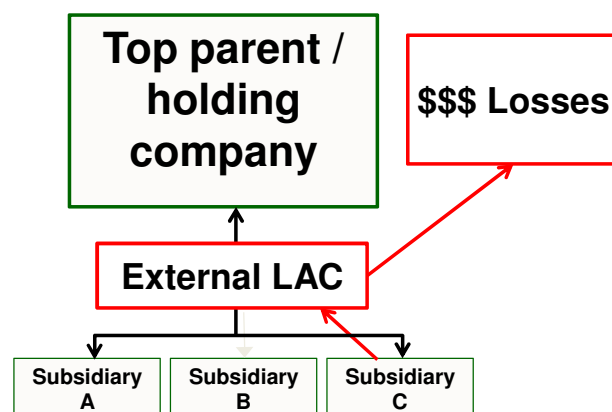 Top parent /
holding
company
$$$ Losses
External LAC
Subsidiary
A
Subsidiary
B
Subsidiary
C